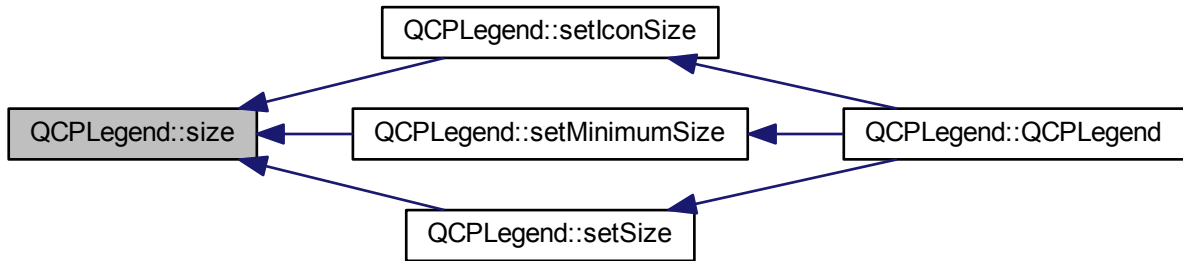 QCPLegend::setIconSize
QCPLegend::size
QCPLegend::setMinimumSize
QCPLegend::QCPLegend
QCPLegend::setSize